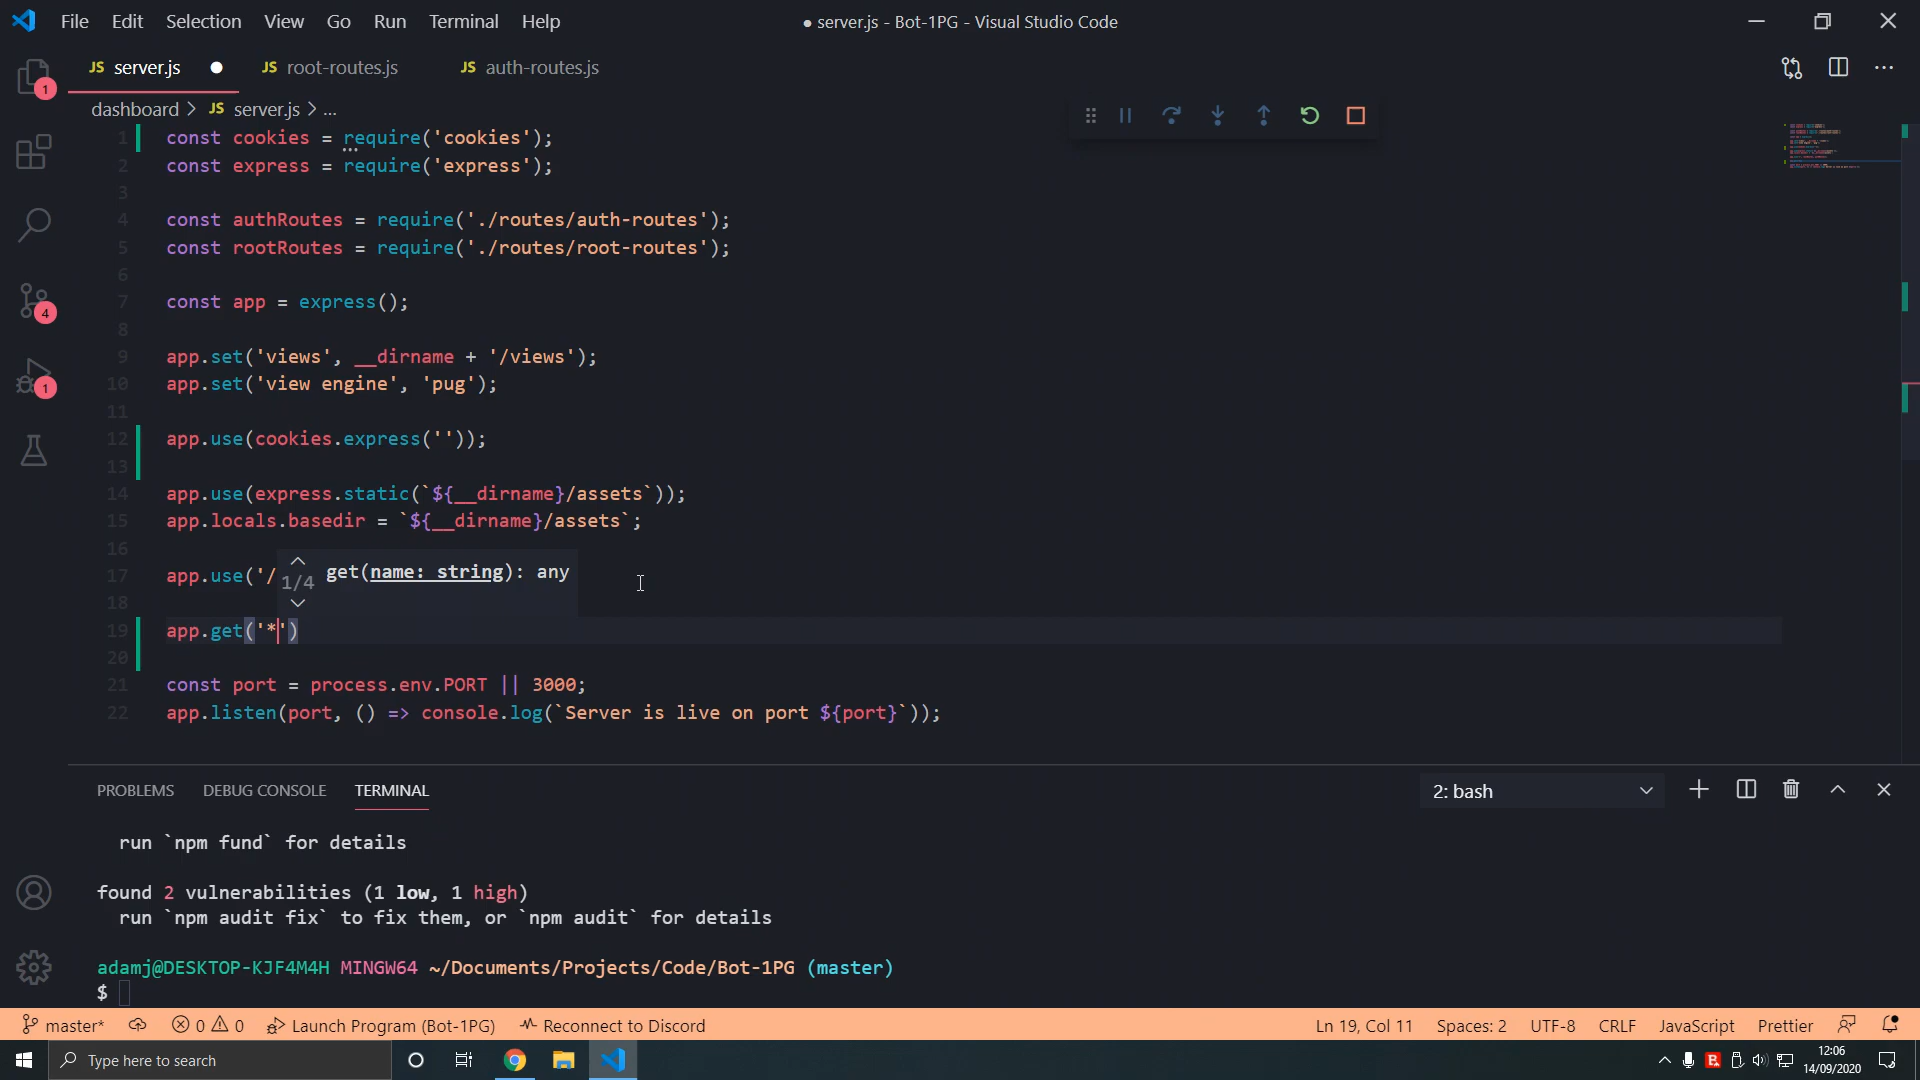 File Edit Selection View Go Run Terminal Help
● server.js - Bot-1PG - Visual Studio Code
JS server.js ●
JS root-routes.js
JS auth-routes.js
dashboard > JS server.js > ...
1 const cookies = require('cookies');
2 const express = require('express');
3
4 const authRoutes = require('./routes/auth-routes');
5 const rootRoutes = require('./routes/root-routes');
6
7 const app = express();
8
9 app.set('views', __dirname + '/views');
10 app.set('view engine', 'pug');
11
12 app.use(cookies.express(''));
13
14 app.use(express.static(`${__dirname}/assets`));
15 app.locals.basedir = `${__dirname}/assets`;
16
17 app.use('/
1/4 get(name: string): any
18
19 app.get('*')
20
21 const port = process.env.PORT || 3000;
22 app.listen(port, () => console.log(`Server is live on port ${port}`));
1
4
1
PROBLEMS DEBUG CONSOLE TERMINAL
2: bash
run `npm fund` for details
found 2 vulnerabilities (1 low, 1 high)
run `npm audit fix` to fix them, or `npm audit` for details
adamj@DESKTOP-KJF4M4H MINGW64 ~/Documents/Projects/Code/Bot-1PG (master)
$
master* 0 0 Launch Program (Bot-1PG) Reconnect to Discord
Ln 19, Col 11 Spaces: 2 UTF-8 CRLF JavaScript Prettier
Type here to search
B
12:06
14/09/2020